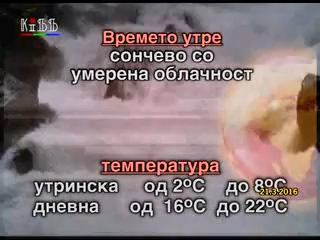 Времето утре
сончево со
умерена облачност
температура
утринска од 2ºC до 8ºC
21.3.2016
дневна од 16ºC до 22ºC